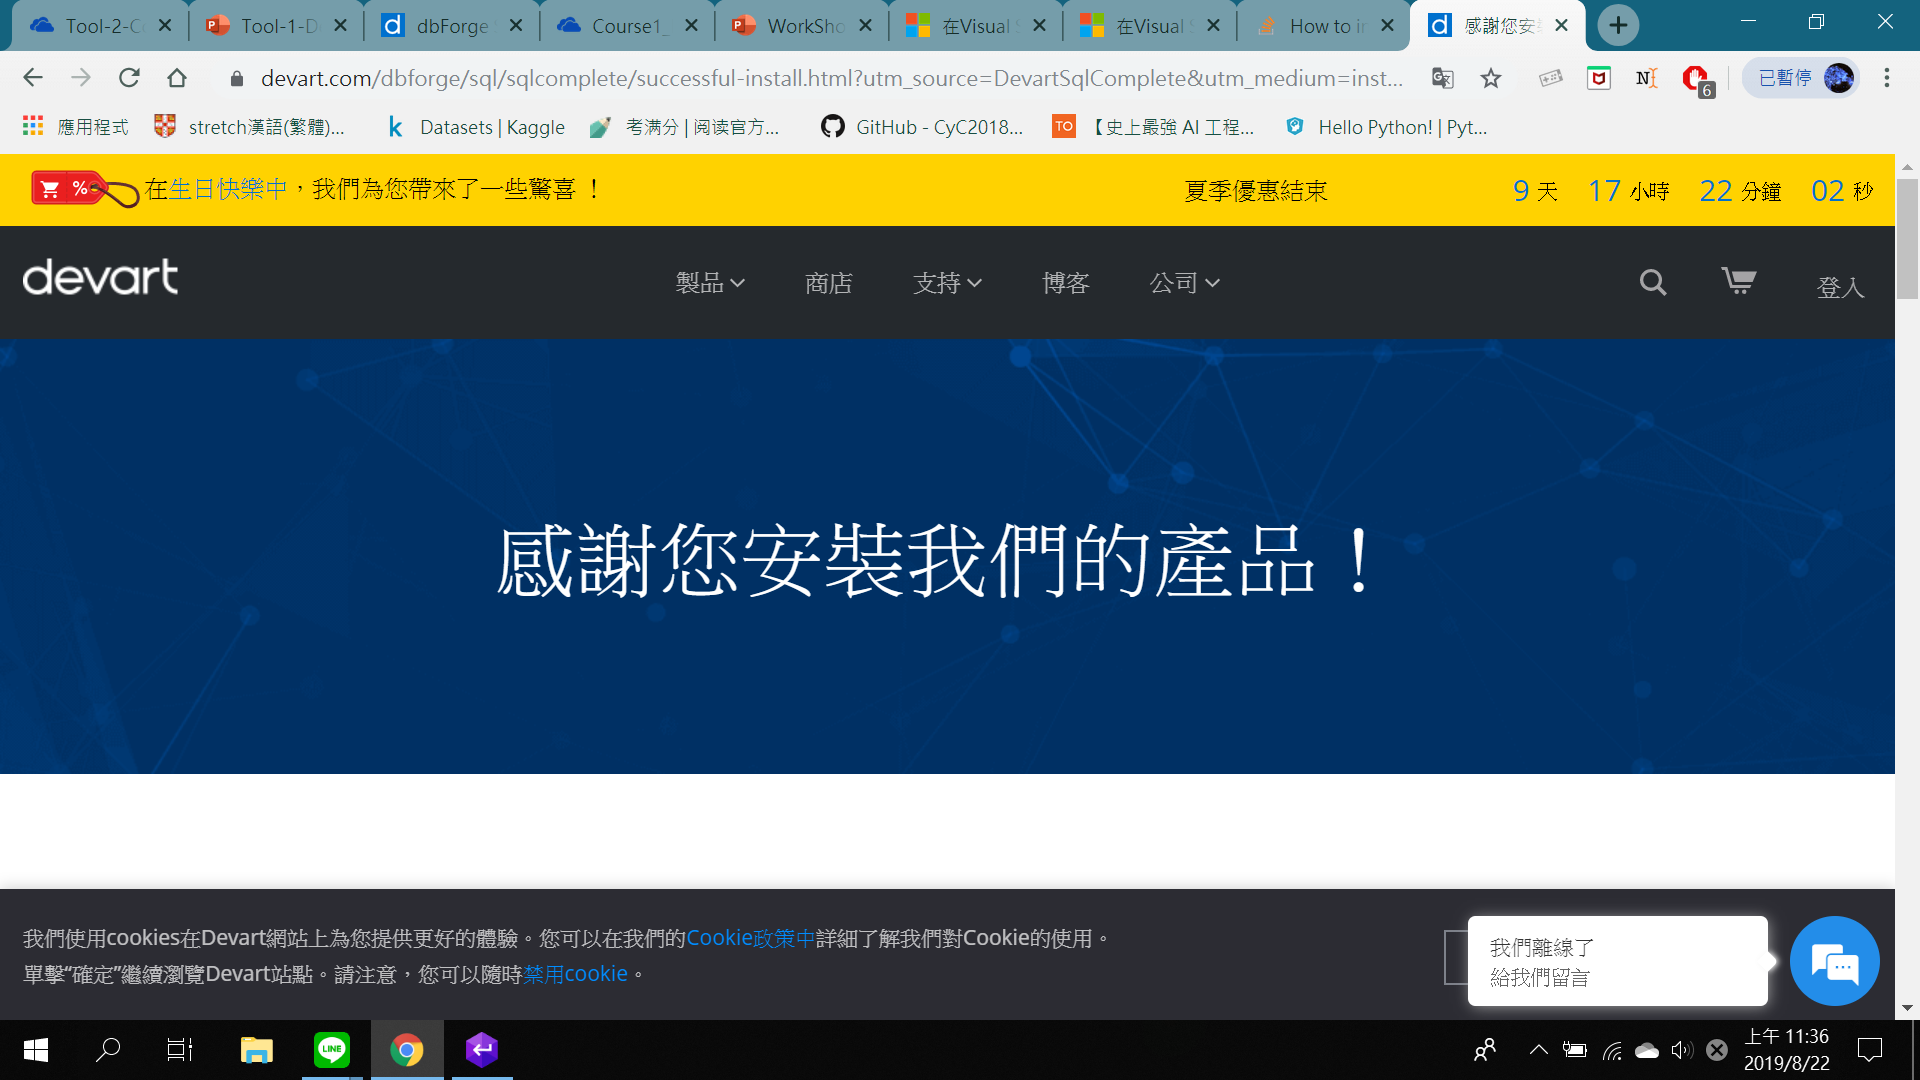 Tool-2-C
Tool-1-D
dbForge
Course1_
WorkSho
在Visual S
在Visual S
How to in
感謝您安裝
devart.com/dbforge/sql/sqlcomplete/successful-install.html?utm_source=DevartSqlComplete&utm_medium=inst...
N
6
已暫停
應用程式
stretch漢語(繁體)...
k
Datasets | Kaggle
考满分 | 阅读官方...
GitHub - CyC2018...
TO
【史上最強 AI 工程...
Hello Python! | Pyt...
%
在生日快樂中，我們為您帶來了一些驚喜 ！
夏季優惠結束
9 天 17 小時 22 分鐘 02 秒
devart
製品
商店
支持
博客
公司
登入
感謝您安裝我們的產品！
我們使用cookies在Devart網站上為您提供更好的體驗。您可以在我們的Cookie政策中詳細了解我們對Cookie的使用。
單擊“確定”繼續瀏覽Devart站點。請注意，您可以隨時禁用cookie。
我們離線了
給我們留言
LINE
上午 11:36
2019/8/22